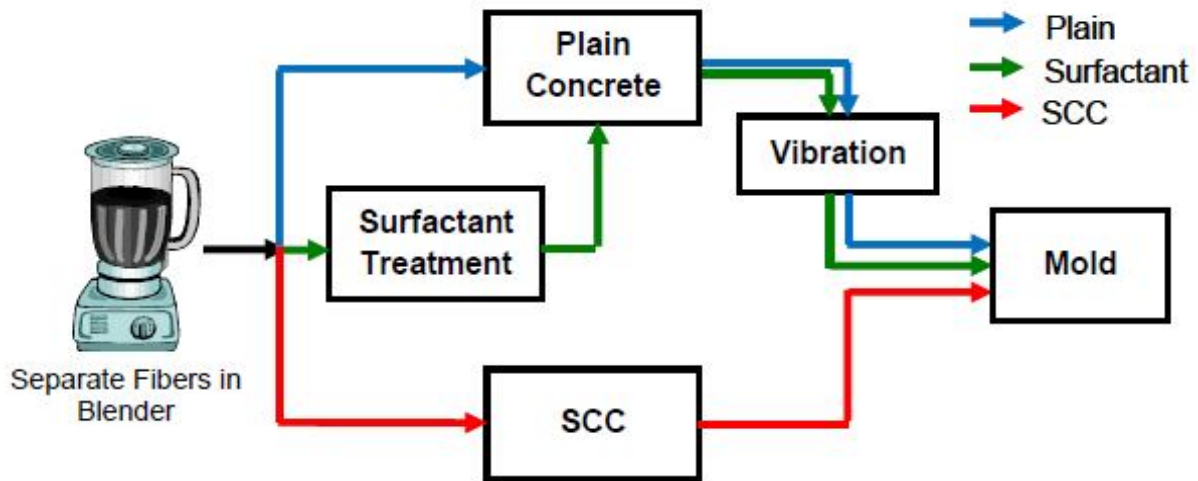 Plain
Concrete
Plain
Surfactant
SCC
Vibration
Surfactant
Treatment
Mold
Separate Fibers in
Blender
SCC